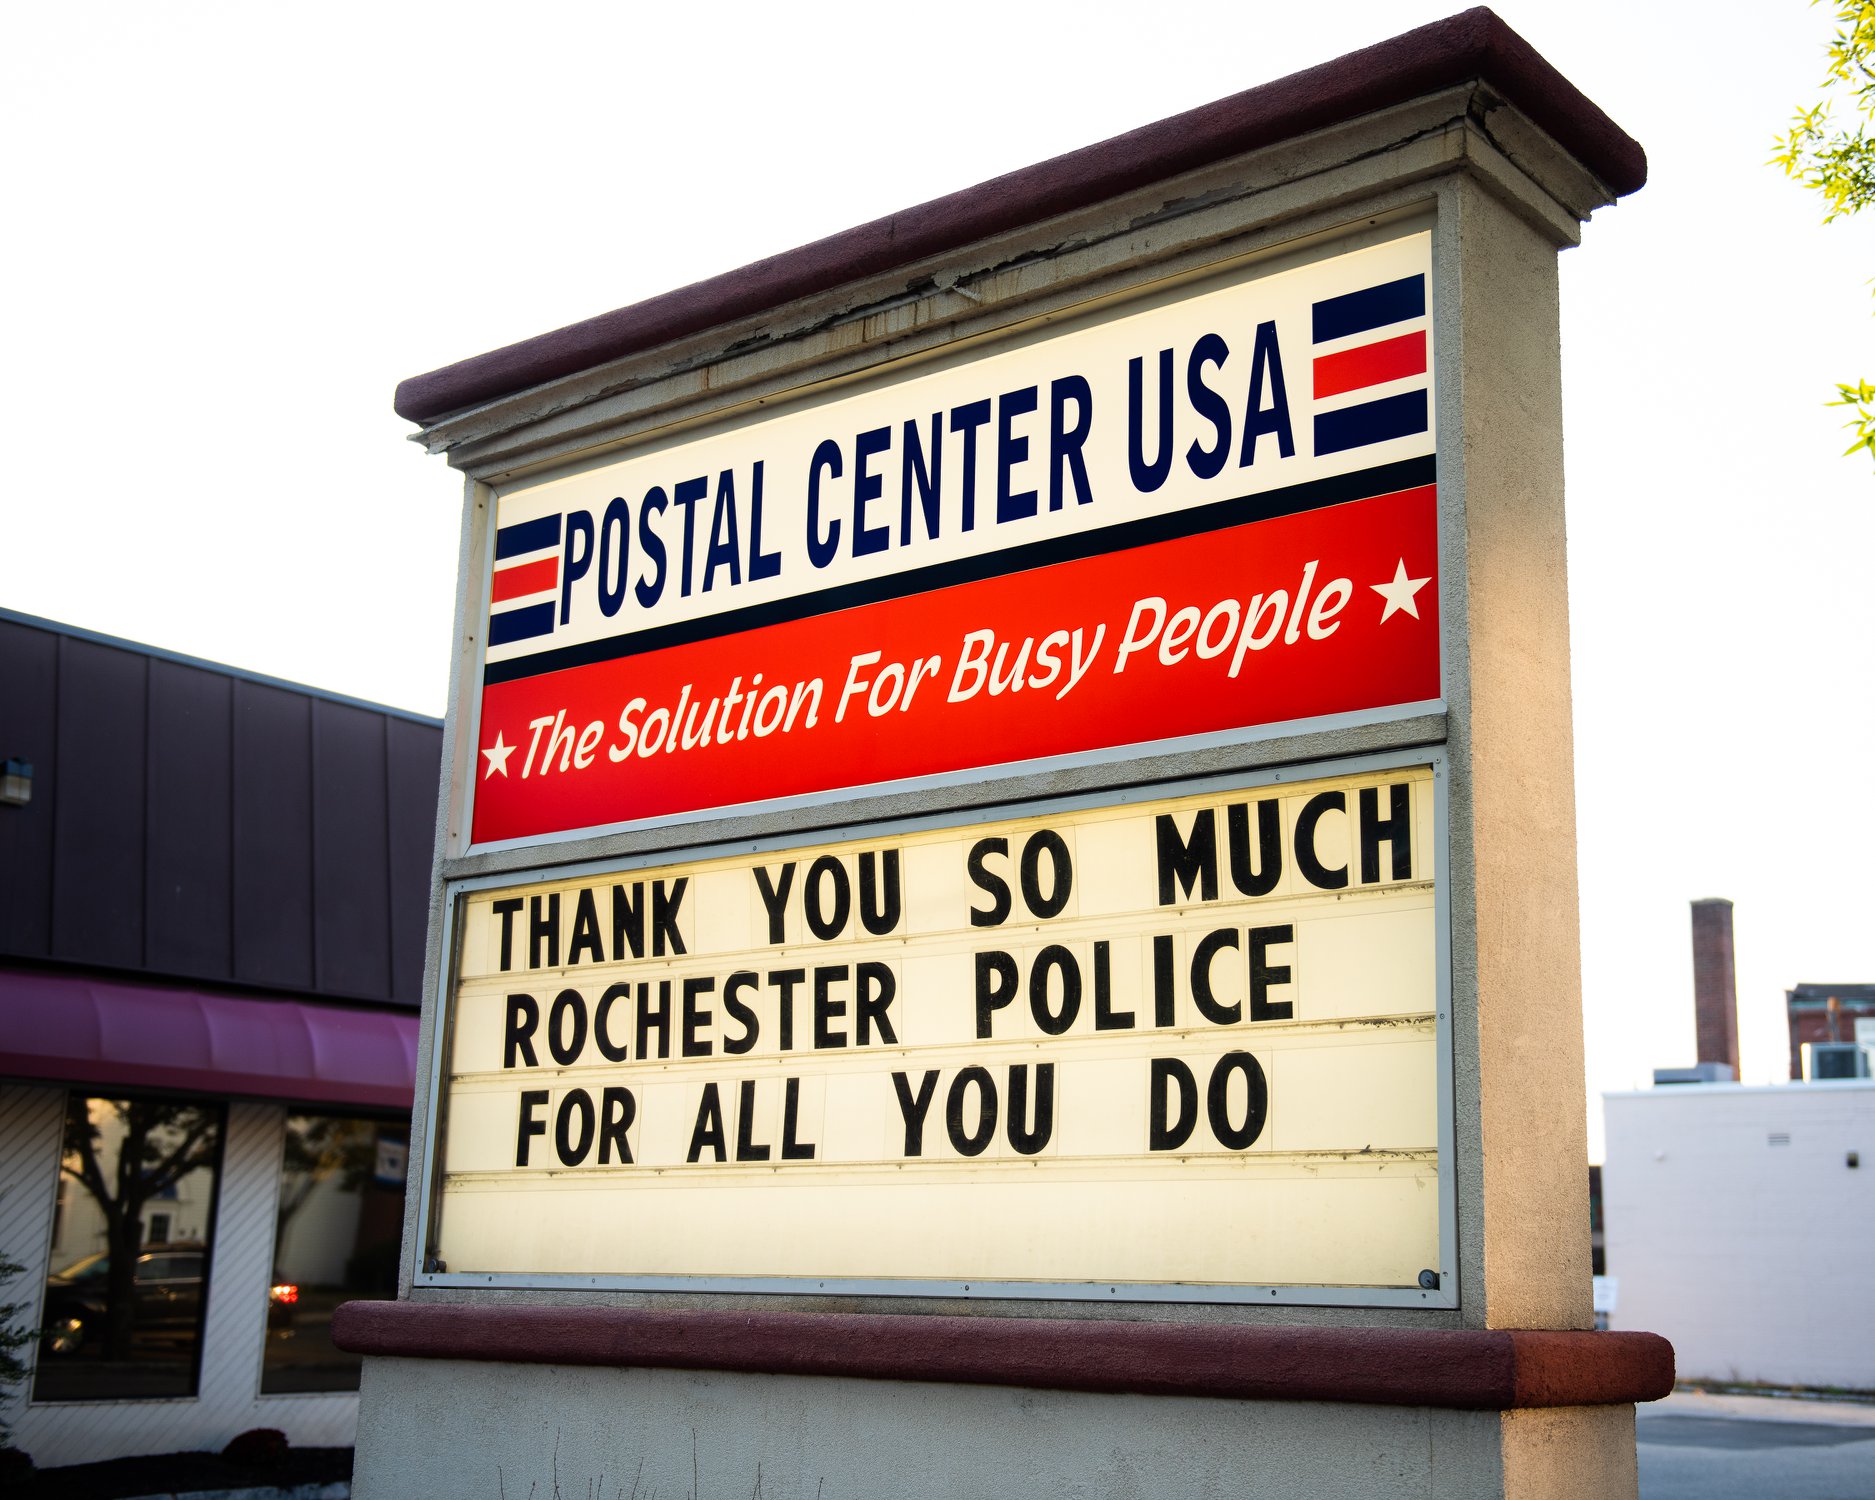 POSTAL CENTER USA
The Solution For Busy People
THANK YOU SO MUCH
ROCHESTER POLICE
FOR ALL YOU DO